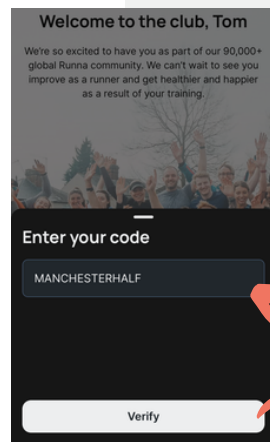 Welcome to the club, Tom
We're so excited to have you as part of our 90,000+
global Runna community. We can't wait to see you
improve as a runner and get healthier and happier
as a result of your training.
Enter your code
MANCHESTERHALF
Verify